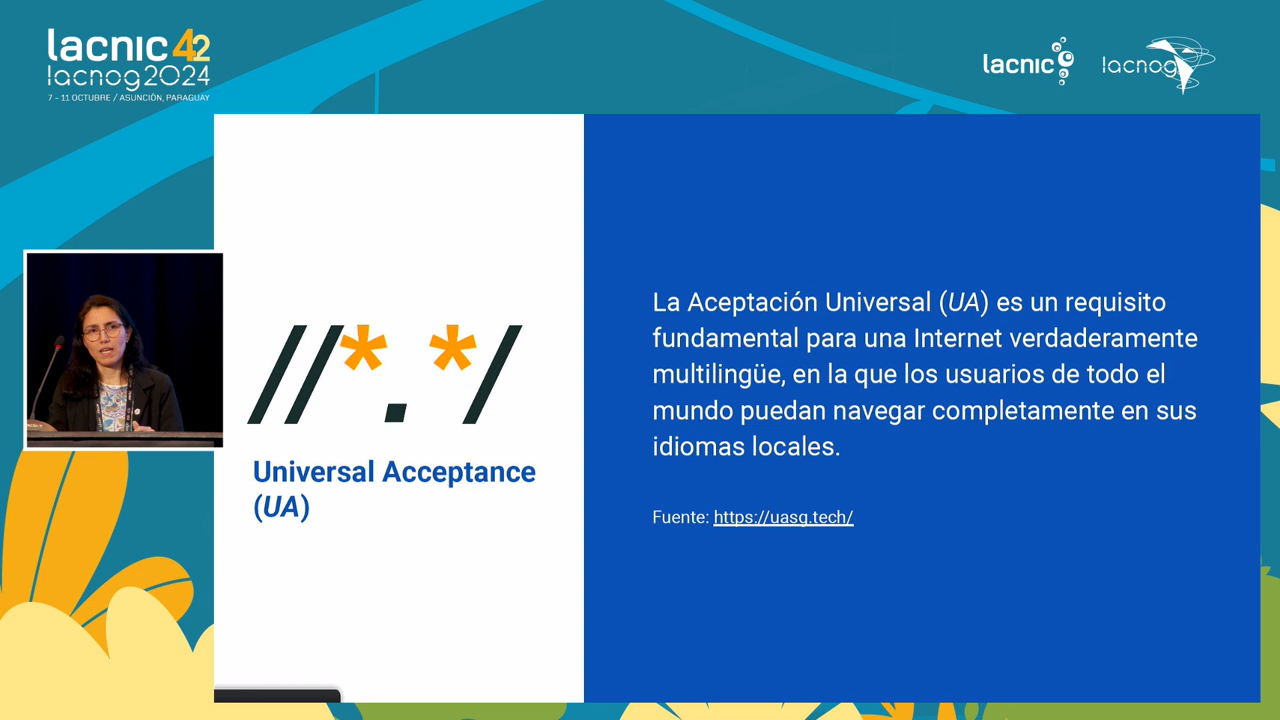 lacnic 42
lacnog2024
7 - 11 OCTUBRE / ASUNCIÓN, PARAGUAY
lacnic
lacnog
//*.*/
Universal Acceptance
(UA)
La Aceptación Universal (UA) es un requisito
fundamental para una Internet verdaderamente
multilingüe, en la que los usuarios de todo el
mundo puedan navegar completamente en sus
idiomas locales.
Fuente: https://uasg.tech/